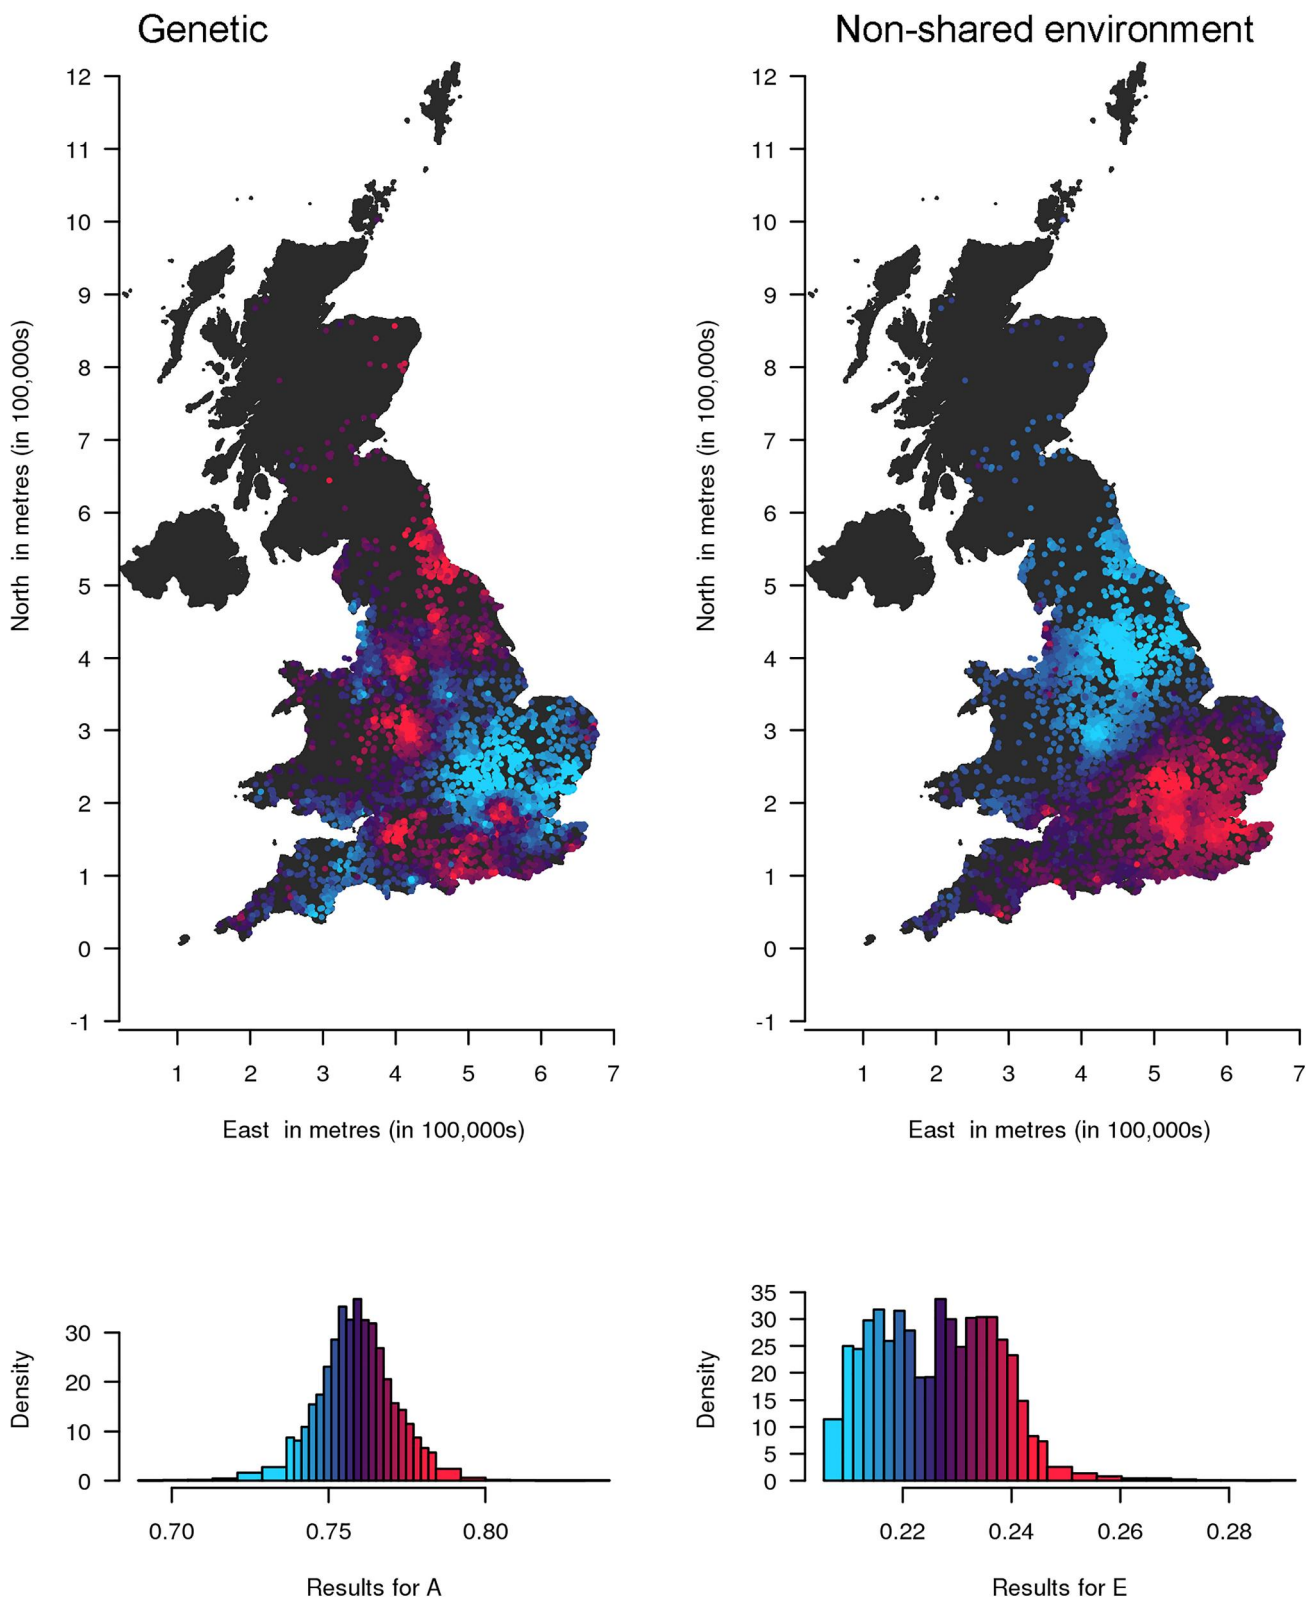 Genetic
12
11
10
9
8
7
6
5
4
3
2
1
0
-1
North in metres (in 100,000s)
1 2 3 4 5 6 7
East in metres (in 100,000s)
Non-shared environment
12
11
10
9
8
7
6
5
4
3
2
1
0
-1
North in metres (in 100,000s)
1 2 3 4 5 6 7
East in metres (in 100,000s)
30
20
10
0
Density
0.70 0.75 0.80
Results for A
35
30
25
20
15
10
5
0
Density
0.22 0.24 0.26 0.28
Results for E